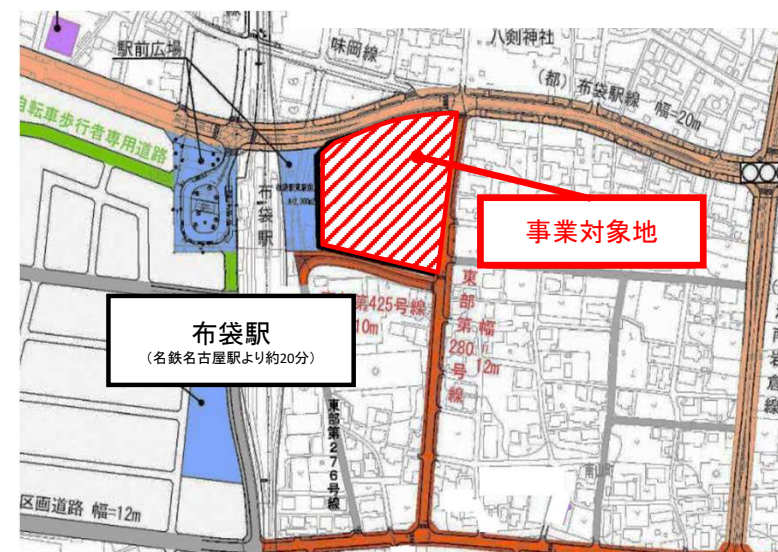 駅前広場
味岡線
八剣神社
(都) 布袋駅線 幅=20m
自転車歩行者専用道路
布袋駅
事業対象地
第425号線
10m
東部第280号線
幅12m
布袋駅
(名鉄名古屋駅より約20分)
東部第276号線
区画道路 幅=12m